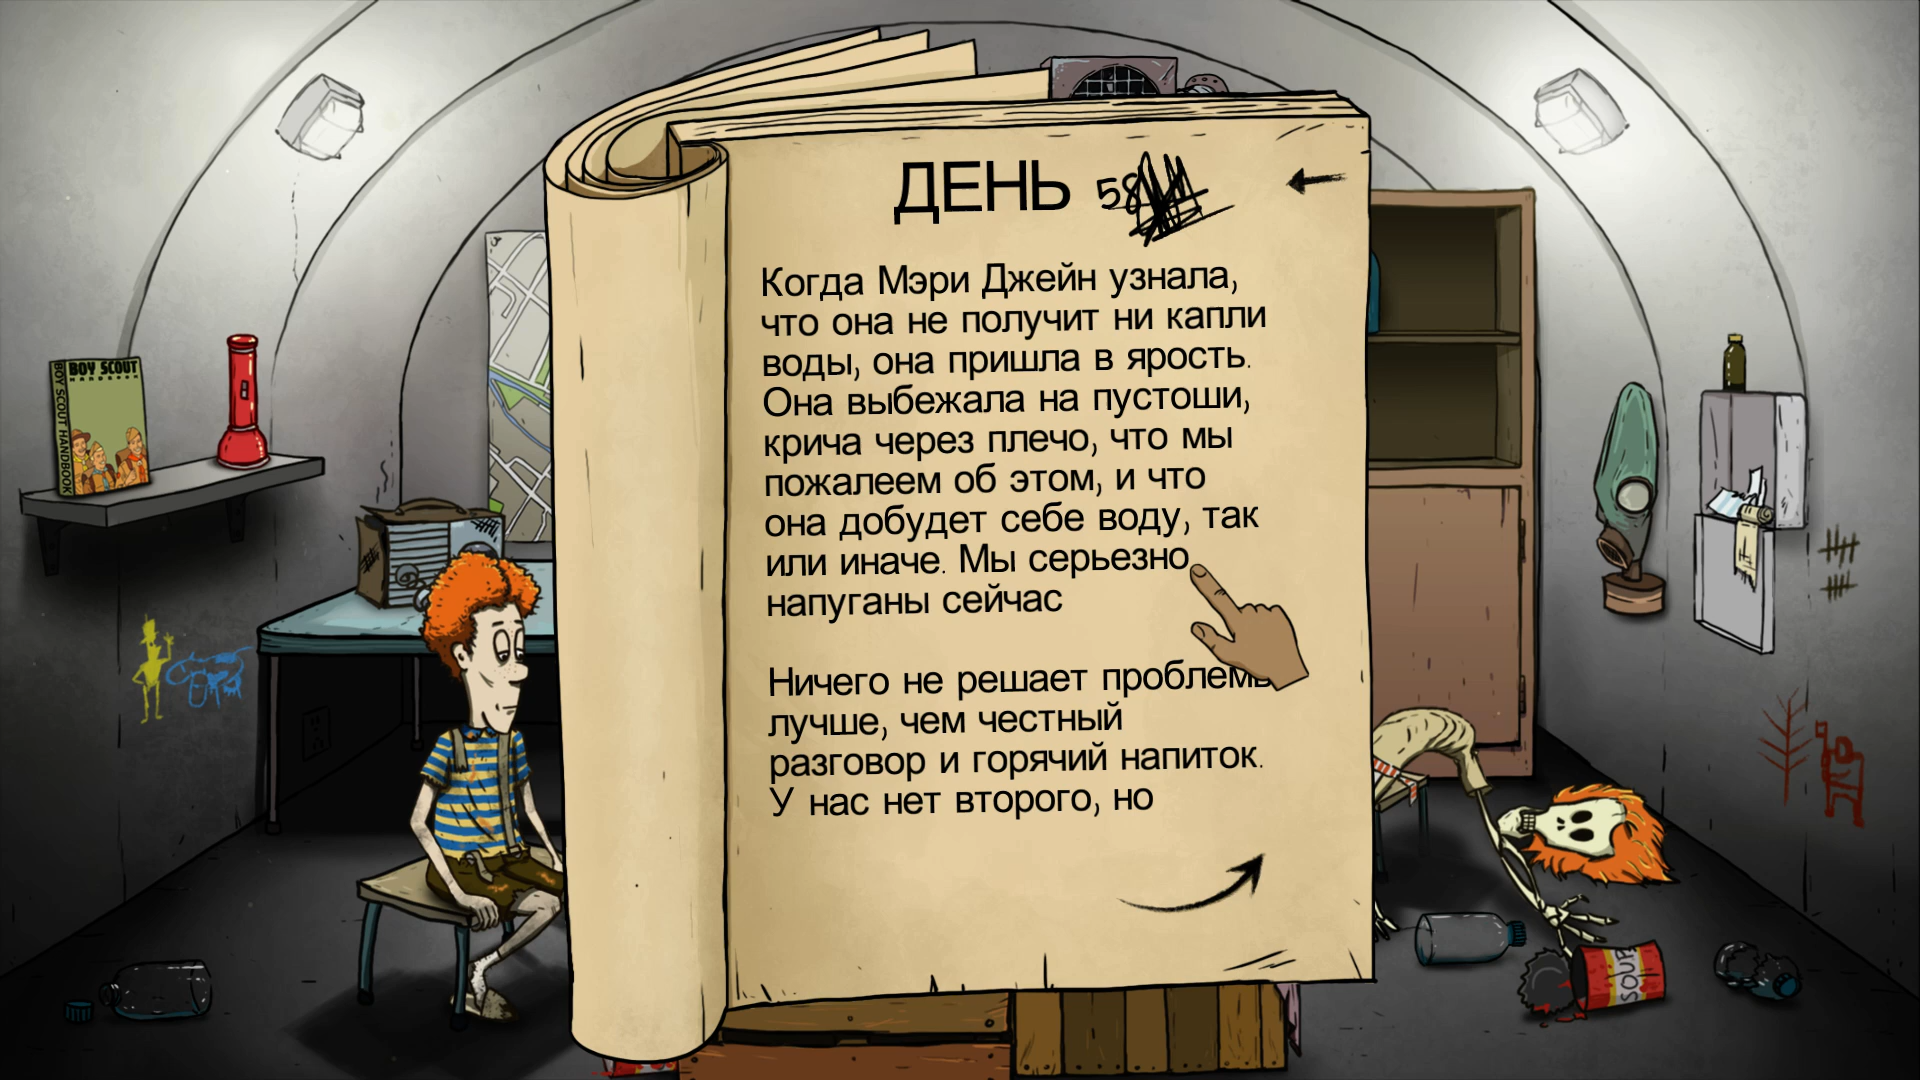 BOY SCOUT
HANDBOOK
BOY SCOUT HANDBOOK
ДЕНЬ 58
Когда Мэри Джейн узнала,
что она не получит ни капли
воды, она пришла в ярость.
Она выбежала на пустоши,
крича через плечо, что мы
пожалеем об этом, и что
она добудет себе воду, так
или иначе. Мы серьезно
напуганы сейчас
Ничего не решает проблемы
лучше, чем честный
разговор и горячий напиток.
У нас нет второго, но
SOUP